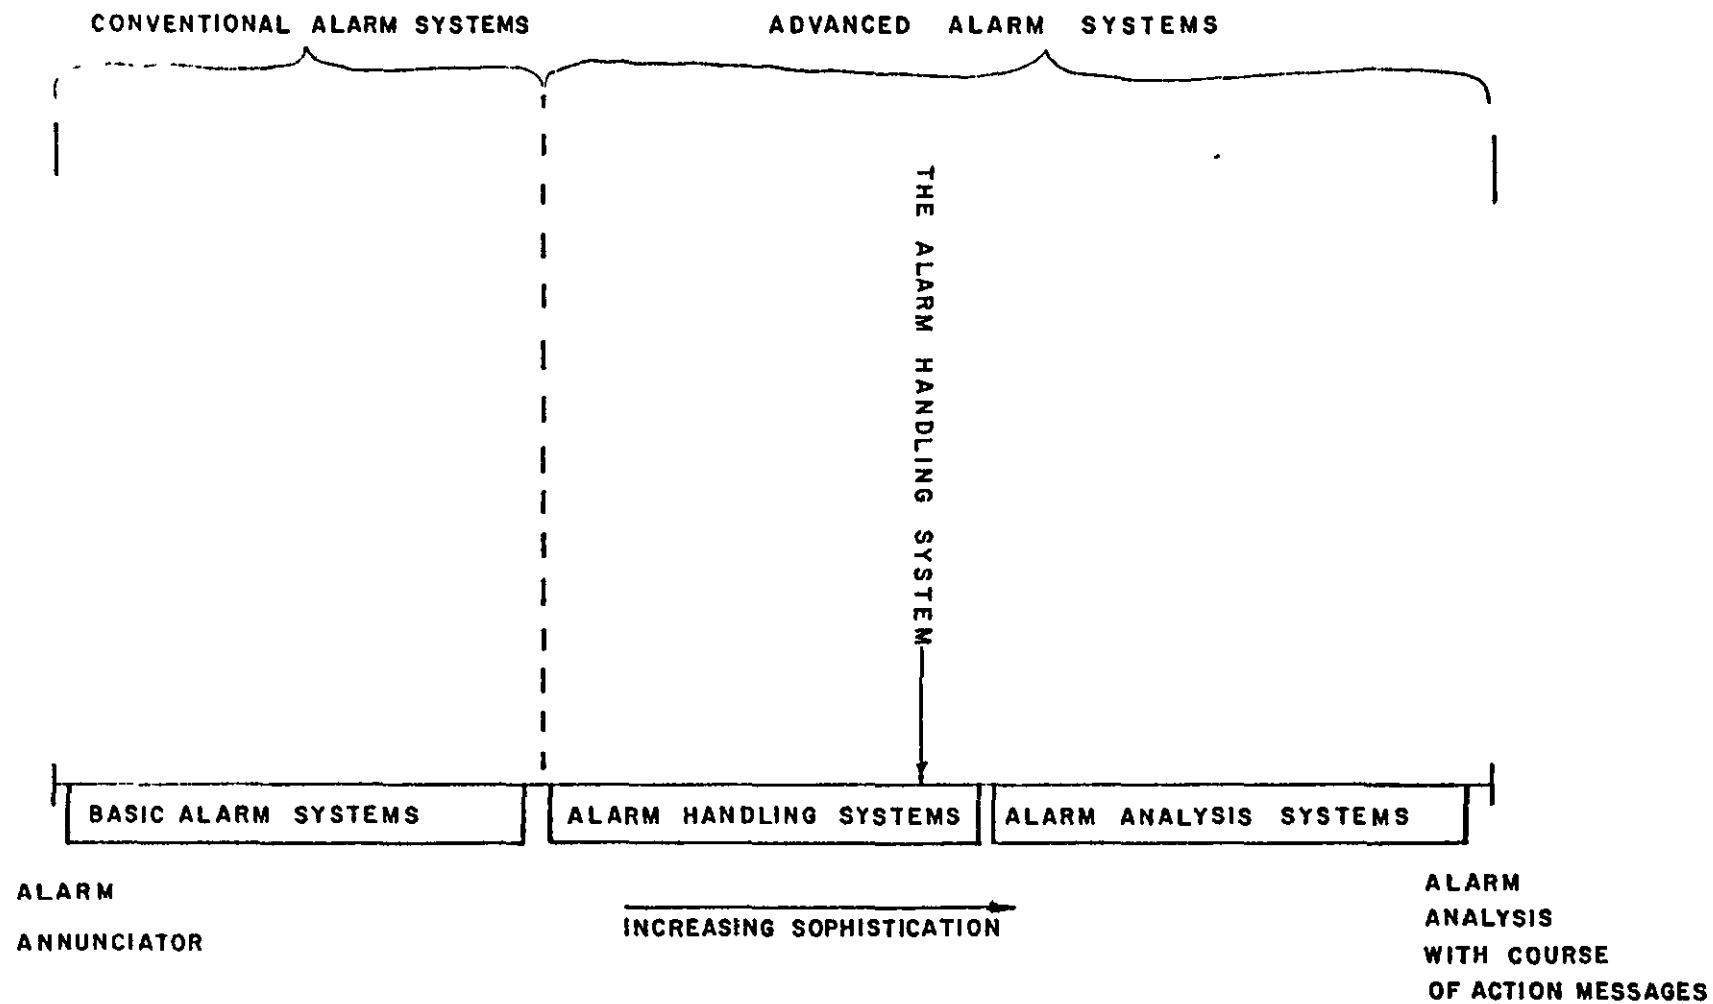 CONVENTIONAL ALARM SYSTEMS
ADVANCED ALARM SYSTEMS
THE ALARM HANDLING SYSTEM
BASIC ALARM SYSTEMS
ALARM HANDLING SYSTEMS
ALARM ANALYSIS SYSTEMS
ALARM
ANNUNCIATOR
INCREASING SOPHISTICATION
ALARM
ANALYSIS
WITH COURSE
OF ACTION MESSAGES